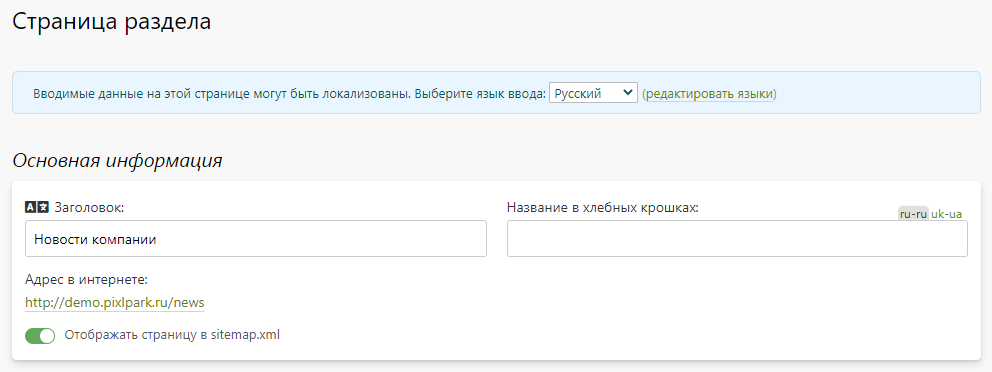 Страница раздела
Вводимые данные на этой странице могут быть локализованы. Выберите язык ввода: Русский (редактировать языки)
Основная информация
Заголовок:
Новости компании
Название в хлебных крошках:
ru-ru uk-ua
Адрес в интернете:
http://demo.pixlpark.ru/news
Отображать страницу в sitemap.xml